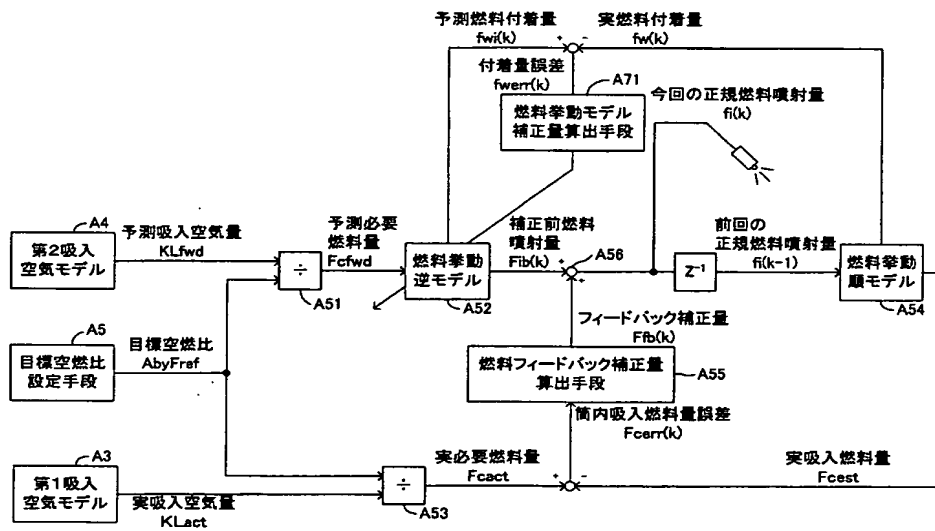 予測燃料付着量
fwi(k)
+
-
実燃料付着量
fw(k)
付着量誤差
fwerr(k)
A71
燃料挙動モデル
補正量算出手段
今回の正規燃料噴射量
fi(k)
A4
第2吸入
空気モデル
予測吸入空気量
KLfwd
÷
A51
予測必要
燃料量
Fcfwd
燃料挙動
逆モデル
A52
補正前燃料
噴射量
Fib(k)
+
+
A56
Z⁻¹
前回の
正規燃料噴射量
fi(k-1)
燃料挙動
順モデル
A54
A5
目標空燃比
設定手段
目標空燃比
AbyFref
フィードバック補正量
Ffb(k)
燃料フィードバック補正量
算出手段
A55
筒内吸入燃料量誤差
Fcerr(k)
A3
第1吸入
空気モデル
実吸入空気量
KLact
÷
A53
実必要燃料量
Fcact
+
-
実吸入燃料量
Fcest